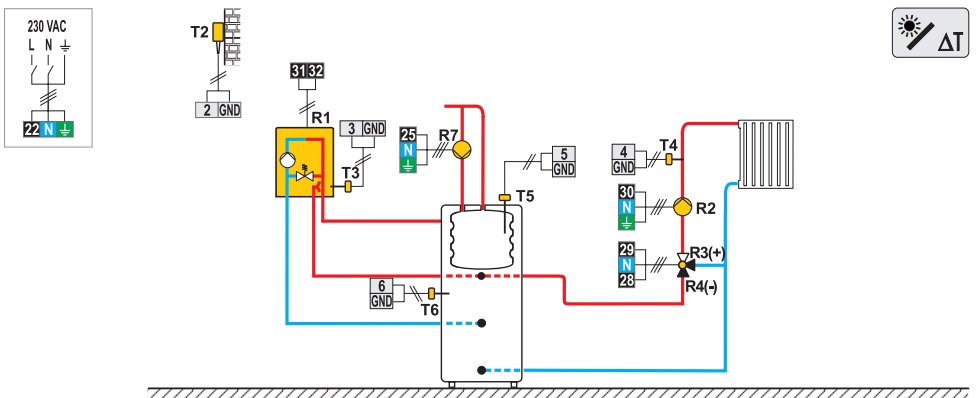 230 VAC
L N
22 N
T2
2 GND
31 32
R1
3 GND
T3
25
N
R7
5
GND
T5
6
GND
T6
4
GND
T4
30
N
R2
29
N
28
R3(+)
R4(-)
ΔT